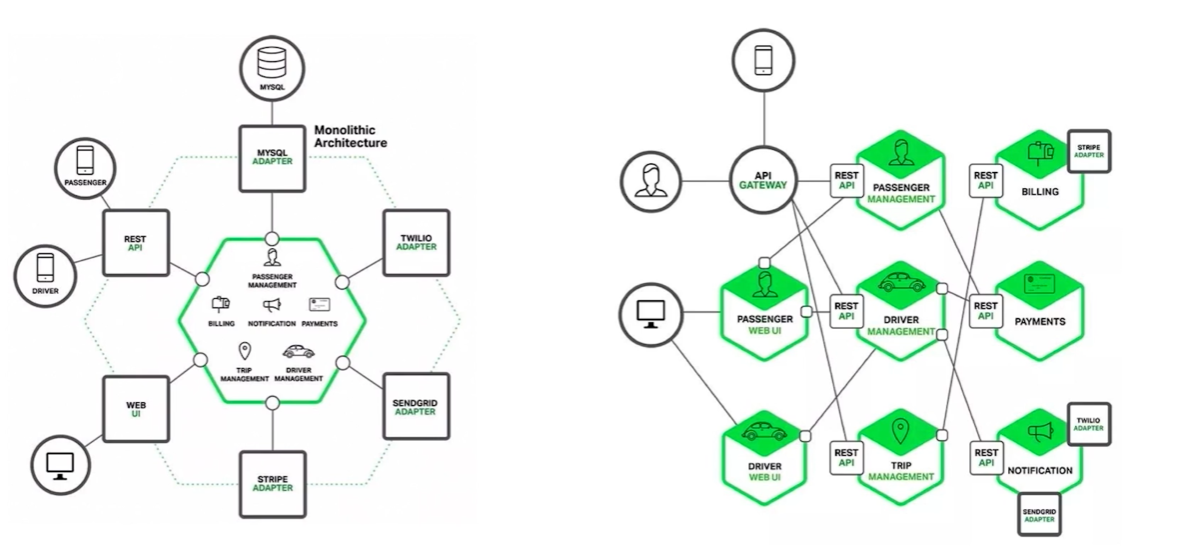 MYSQL
Monolithic
Architecture
MYSQL
ADAPTER
PASSENGER
REST
API
TWILIO
ADAPTER
DRIVER
PASSENGER
MANAGEMENT
BILLING
NOTIFICATION
PAYMENTS
TRIP
MANAGEMENT
DRIVER
MANAGEMENT
WEB
UI
SENDGRID
ADAPTER
STRIPE
ADAPTER
API
GATEWAY
REST
API
PASSENGER
MANAGEMENT
REST
API
BILLING
STRIPE
ADAPTER
PASSENGER
WEB UI
REST
API
DRIVER
MANAGEMENT
REST
API
PAYMENTS
DRIVER
WEB UI
REST
API
TRIP
MANAGEMENT
REST
API
NOTIFICATION
TWILIO
ADAPTER
SENDGRID
ADAPTER